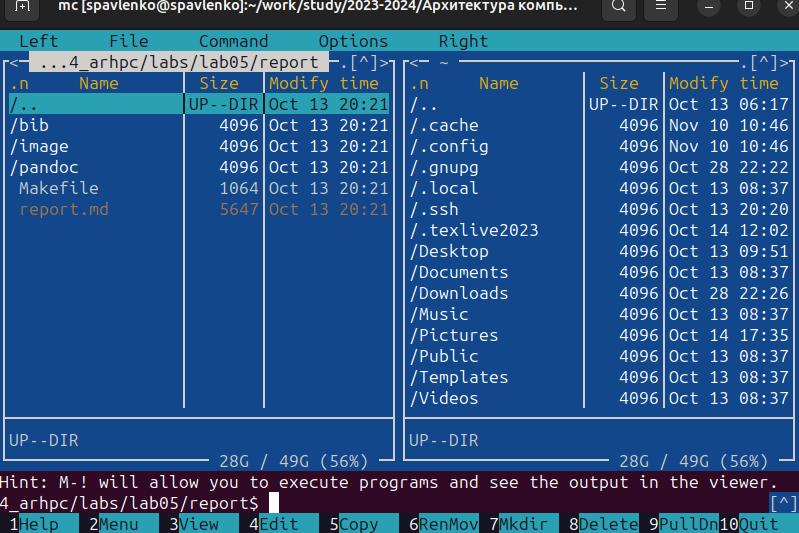 mc [spavlenko@spavlenko]:~/work/study/2023-2024/Архитектура компь...
Left File Command Options Right
<─ ...4_arhpc/labs/lab05/report ─.[^]>
.n Name Size Modify time
/.. UP--DIR Oct 13 20:21
/bib 4096 Oct 13 20:21
/image 4096 Oct 13 20:21
/pandoc 4096 Oct 13 20:21
Makefile 1064 Oct 13 20:21
report.md 5647 Oct 13 20:21
UP--DIR
28G / 49G (56%)
<─ ~ ─.[^]>
.n Name Size Modify time
/.. UP--DIR Oct 13 06:17
/.cache 4096 Nov 10 10:46
/.config 4096 Nov 10 10:46
/.gnupg 4096 Oct 28 22:22
/.local 4096 Oct 13 08:37
/.ssh 4096 Oct 13 20:20
/.texlive2023 4096 Oct 14 12:02
/Desktop 4096 Oct 13 09:51
/Documents 4096 Oct 13 08:37
/Downloads 4096 Oct 28 22:26
/Music 4096 Oct 13 08:37
/Pictures 4096 Oct 14 17:35
/Public 4096 Oct 13 08:37
/Templates 4096 Oct 13 08:37
/Videos 4096 Oct 13 08:37
UP--DIR
28G / 49G (56%)
Hint: M-! will allow you to execute programs and see the output in the viewer.
4_arhpc/labs/lab05/report$ [^]
1Help 2Menu 3View 4Edit 5Copy 6RenMov 7Mkdir 8Delete 9PullDn 10Quit